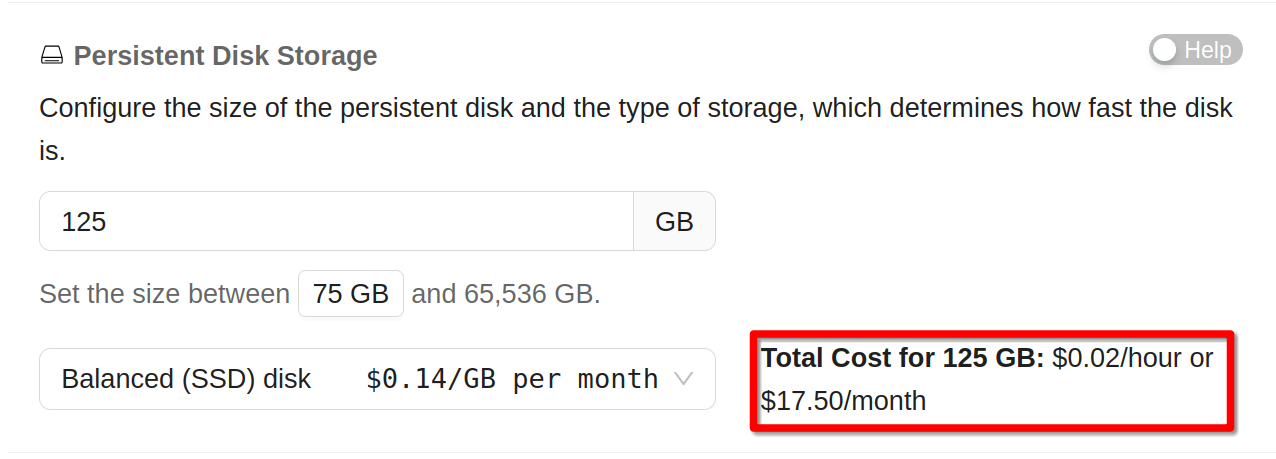 Persistent Disk Storage
Help
Configure the size of the persistent disk and the type of storage, which determines how fast the disk
is.
125 GB
Set the size between 75 GB and 65,536 GB.
Balanced (SSD) disk $0.14/GB per month
Total Cost for 125 GB: $0.02/hour or
$17.50/month